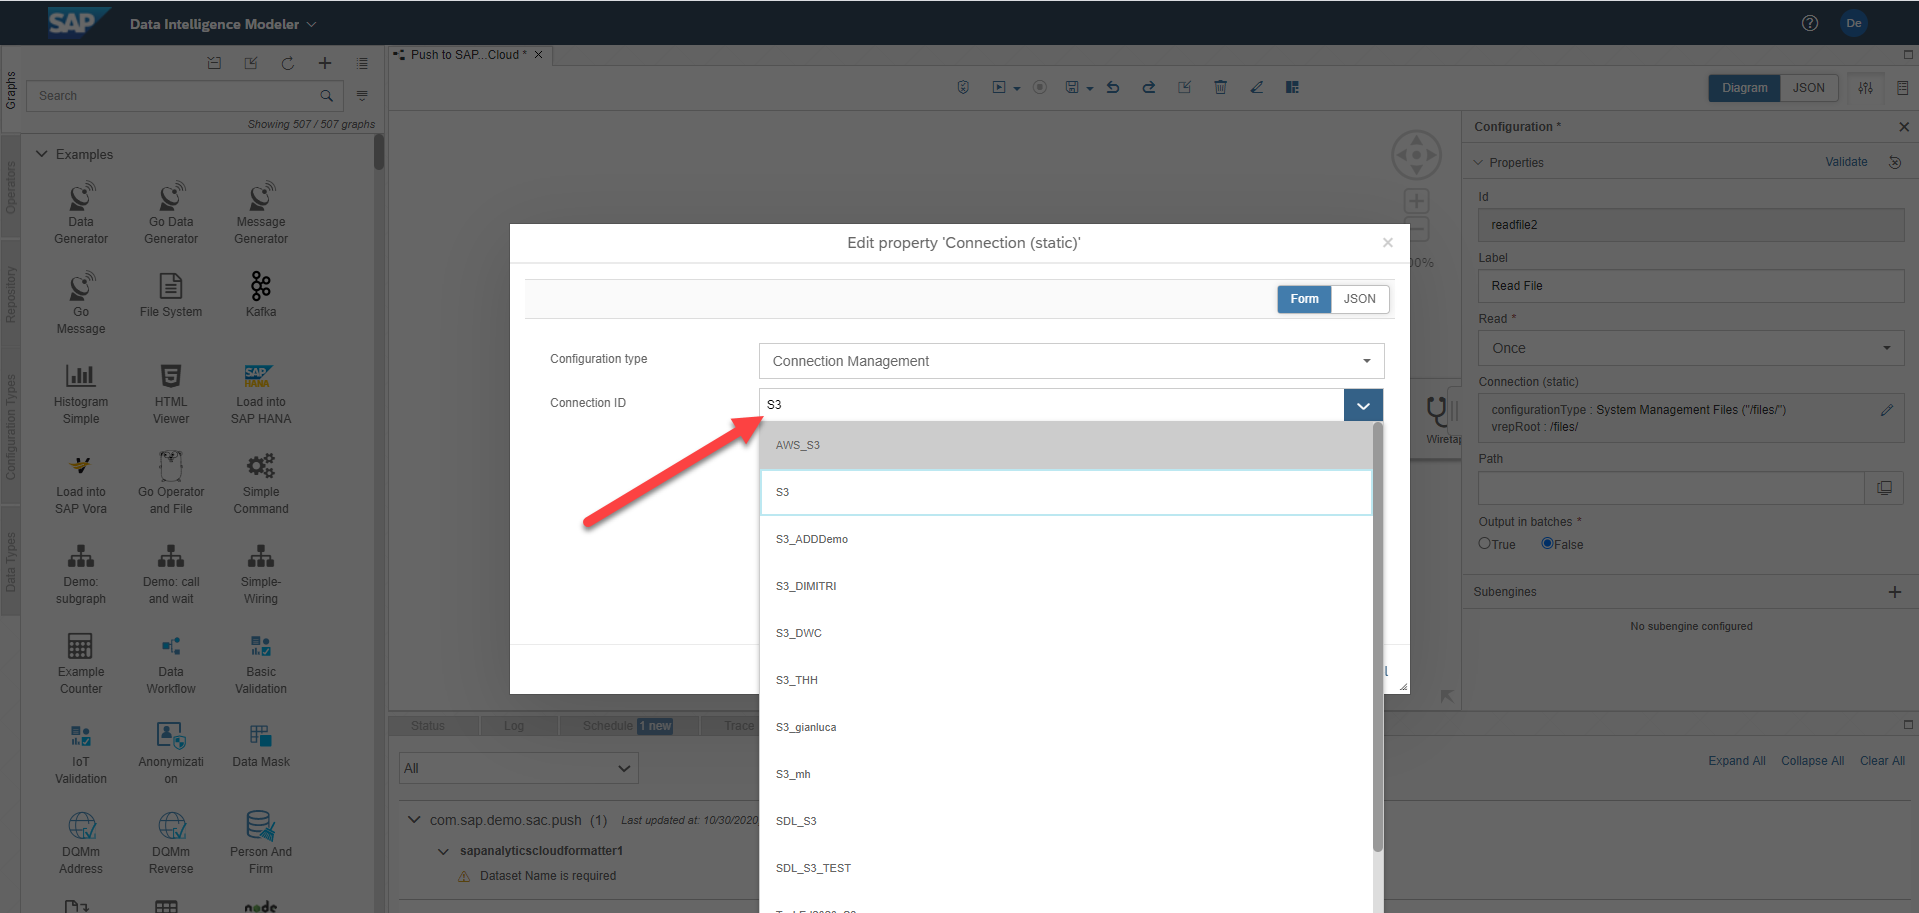 SAP Data Intelligence Modeler
De
Graphs
Operators
Repository
Configuration Types
Data Types
Search
Showing 507 / 507 graphs
Examples
Data Generator
Go Data Generator
Message Generator
Go Message
File System
Kafka
Histogram Simple
HTML Viewer
SAP HANA
Load into SAP HANA
Load into SAP Vora
Go Operator and File
Simple Command
Demo: subgraph
Demo: call and wait
Simple-Wiring
Example Counter
Data Workflow
Basic Validation
IoT Validation
Anonymizati on
Data Mask
DQMm Address
DQMm Reverse
Person And Firm
node
Push to SAP...Cloud *
Diagram
JSON
Edit property 'Connection (static)'
Form
JSON
Configuration type
Connection Management
Connection ID
S3
AWS_S3
S3
S3_ADDDemo
S3_DIMITRI
S3_DWC
S3_THH
S3_gianluca
S3_mh
SDL_S3
SDL_S3_TEST
Wiretap
Configuration *
Properties
Validate
Id
readfile2
Label
Read File
Read *
Once
Connection (static)
configurationType : System Management Files ("/files/")
vrepRoot : /files/
Path
Output in batches *
True
False
Subengines
No subengine configured
Status
Log
Schedule
1 new
Trace
All
Expand All
Collapse All
Clear All
com.sap.demo.sac.push (1)
Last updated at: 10/30/2020
sapanalyticscloudformatter1
Dataset Name is required